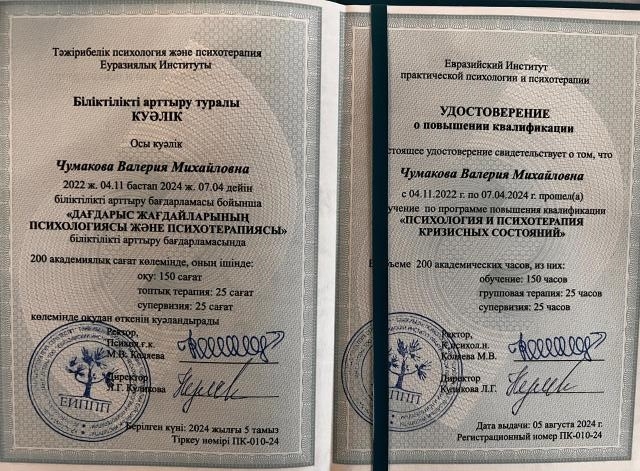 Тәжірибелік психология және психотерапия
Еуразиялық Институты
Біліктілікті арттыру туралы
КУӘЛІК
Осы куәлік
Чумакова Валерия Михайловна
2022 ж. 04.11 бастап 2024 ж. 07.04 дейін
біліктілікті арттыру бағдарламасы бойынша
«ДАҒДАРЫС ЖАҒДАЙЛАРЫНЫҢ
ПСИХОЛОГИЯСЫ ЖӘНЕ ПСИХОТЕРАПИЯСЫ»
біліктілікті арттыру бағдарламасында
200 академиялық сағат көлемінде, оның ішінде:
оқу: 150 сағат
топтық терапия: 25 сағат
супервизия: 25 сағат
көлемінде оқудан өткенін куәландырады
Ректор,
Психол.ғ.к.
М.В. Коляева
Директор
Л.Г. Куликова
ЕИППП
Берілген күні: 2024 жылғы 5 тамыз
Тіркеу нөмірі ПК-010-24
Евразийский Институт
практической психологии и психотерапии
УДОСТОВЕРЕНИЕ
о повышении квалификации
стоящее удостоверение свидетельствует о том, что
Чумакова Валерия Михайловна
с 04.11.2022 г. по 07.04.2024 г. прошел(а)
учение по программе повышения квалификации
«ПСИХОЛОГИЯ И ПСИХОТЕРАПИЯ
КРИЗИСНЫХ СОСТОЯНИЙ»
ъеме 200 академических часов, из них:
обучение: 150 часов
групповая терапия: 25 часов
супервизия: 25 часов
Ректор,
К.психол.н.
Коляева М.В.
Директор
Куликова Л.Г.
Дата выдачи: 05 августа 2024 г.
Регистрационный номер ПК-010-24